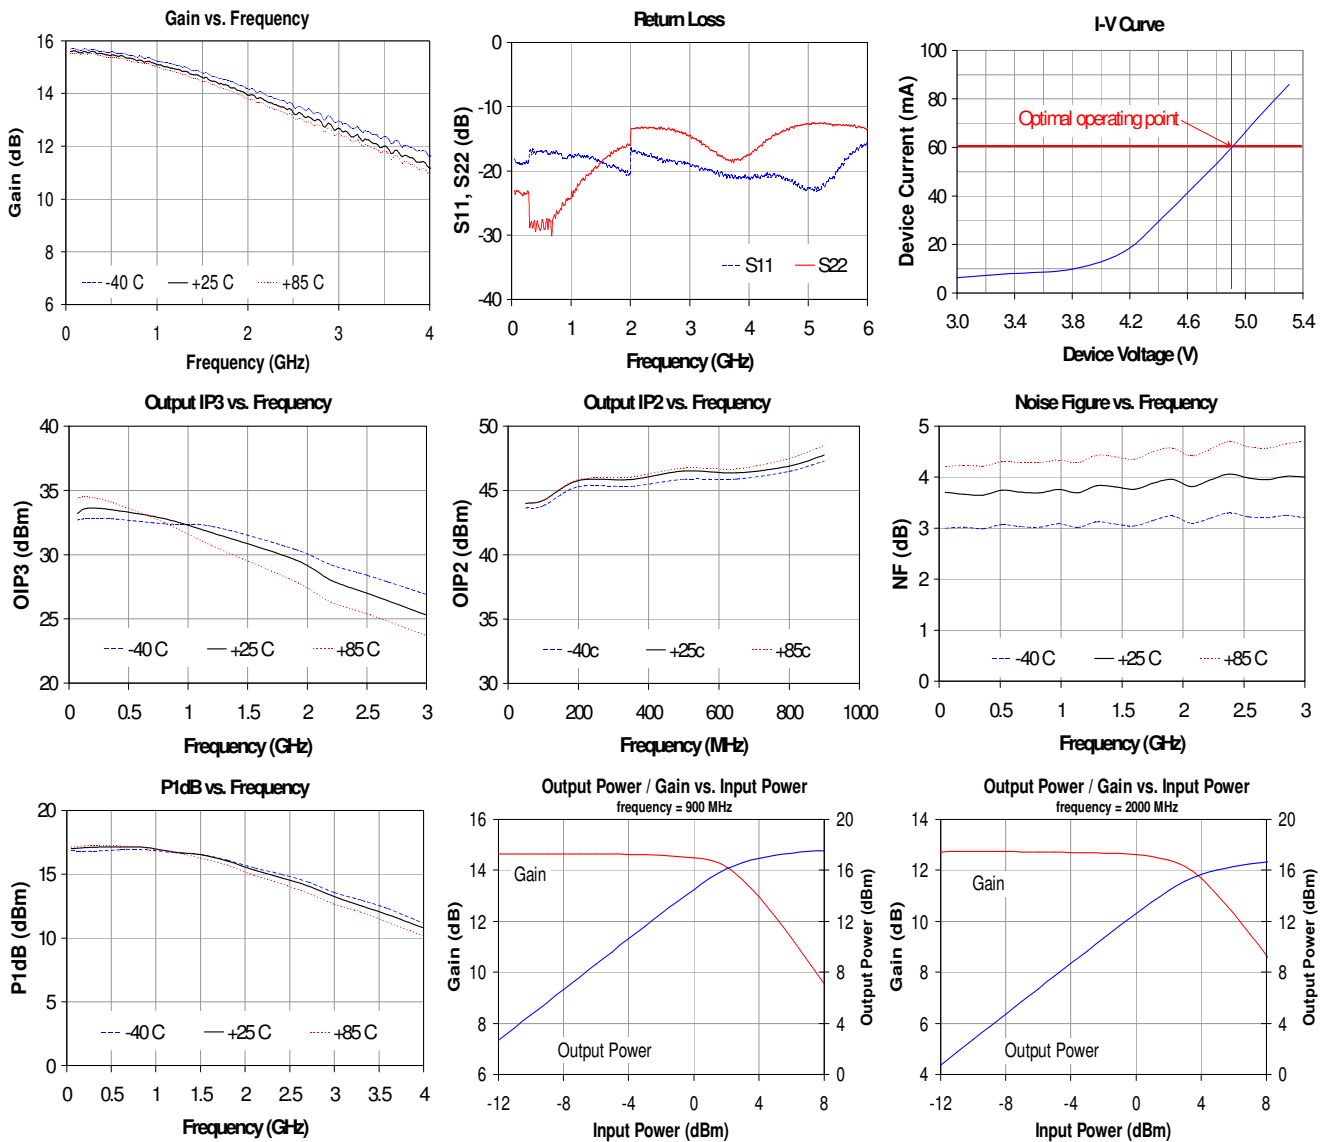 Gain vs. Frequency
Gain (dB)
16
14
12
10
8
6
-40 C
+25 C
+85 C
0
1
2
3
4
Frequency (GHz)
Return Loss
S11, S22 (dB)
0
-10
-20
-30
-40
S11
S22
0
1
2
3
4
5
6
Frequency (GHz)
I-V Curve
Device Current (mA)
100
80
60
40
20
0
Optimal operating point
3.0
3.4
3.8
4.2
4.6
5.0
5.4
Device Voltage (V)
Output IP3 vs. Frequency
OIP3 (dBm)
40
35
30
25
20
-40 C
+25 C
+85 C
0
0.5
1
1.5
2
2.5
3
Frequency (GHz)
Output IP2 vs. Frequency
OIP2 (dBm)
50
45
40
35
30
-40c
+25c
+85c
0
200
400
600
800
1000
Frequency (MHz)
Noise Figure vs. Frequency
NF (dB)
5
4
3
2
1
0
-40 C
+25 C
+85 C
0
0.5
1
1.5
2
2.5
3
Frequency (GHz)
P1dB vs. Frequency
P1dB (dBm)
20
15
10
5
0
-40 C
+25 C
+85 C
0
0.5
1
1.5
2
2.5
3
3.5
4
Frequency (GHz)
Output Power / Gain vs. Input Power
frequency = 900 MHz
Gain (dB)
16
14
12
10
8
6
Gain
Output Power
20
16
12
8
4
0
Output Power (dBm)
-12
-8
-4
0
4
8
Input Power (dBm)
Output Power / Gain vs. Input Power
frequency = 2000 MHz
Gain (dB)
14
12
10
8
6
4
Gain
Output Power
20
16
12
8
4
0
Output Power (dBm)
-12
-8
-4
0
4
8
Input Power (dBm)